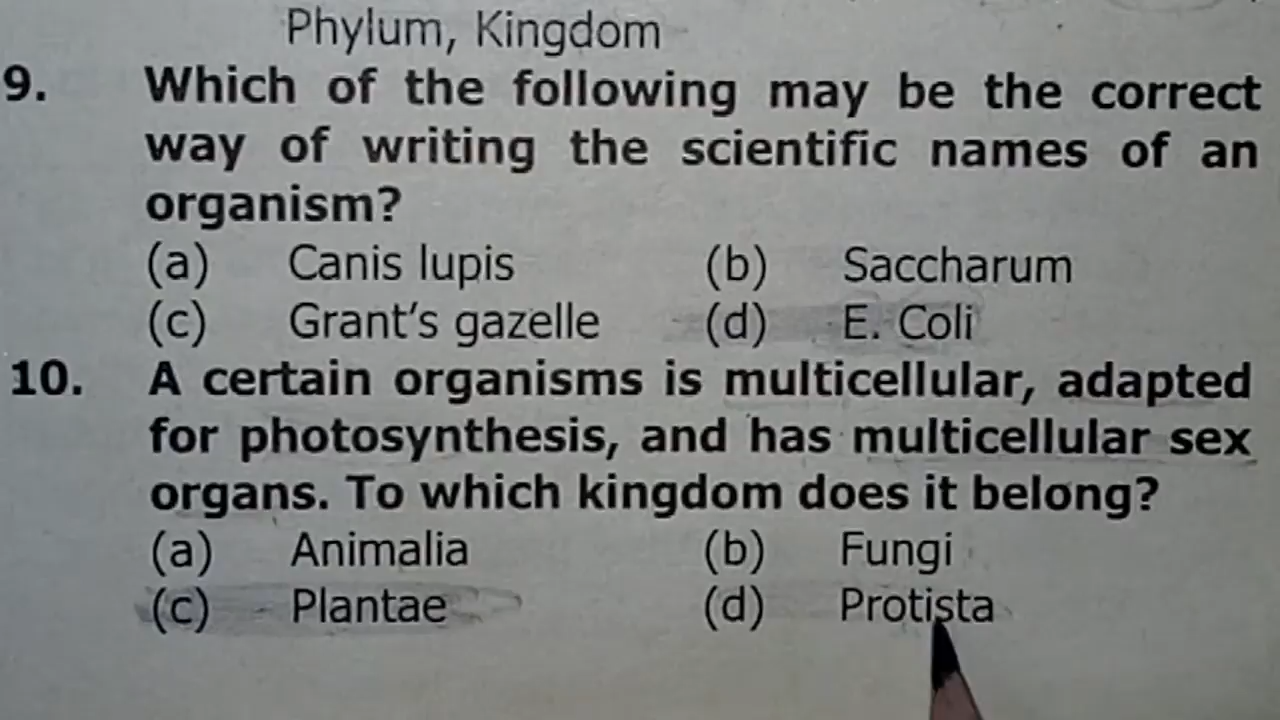 Phylum, Kingdom
9. Which of the following may be the correct
way of writing the scientific names of an
organism?
(a) Canis lupis (b) Saccharum
(c) Grant's gazelle (d) E. Coli
10. A certain organisms is multicellular, adapted
for photosynthesis, and has multicellular sex
organs. To which kingdom does it belong?
(a) Animalia (b) Fungi
(c) Plantae (d) Protista